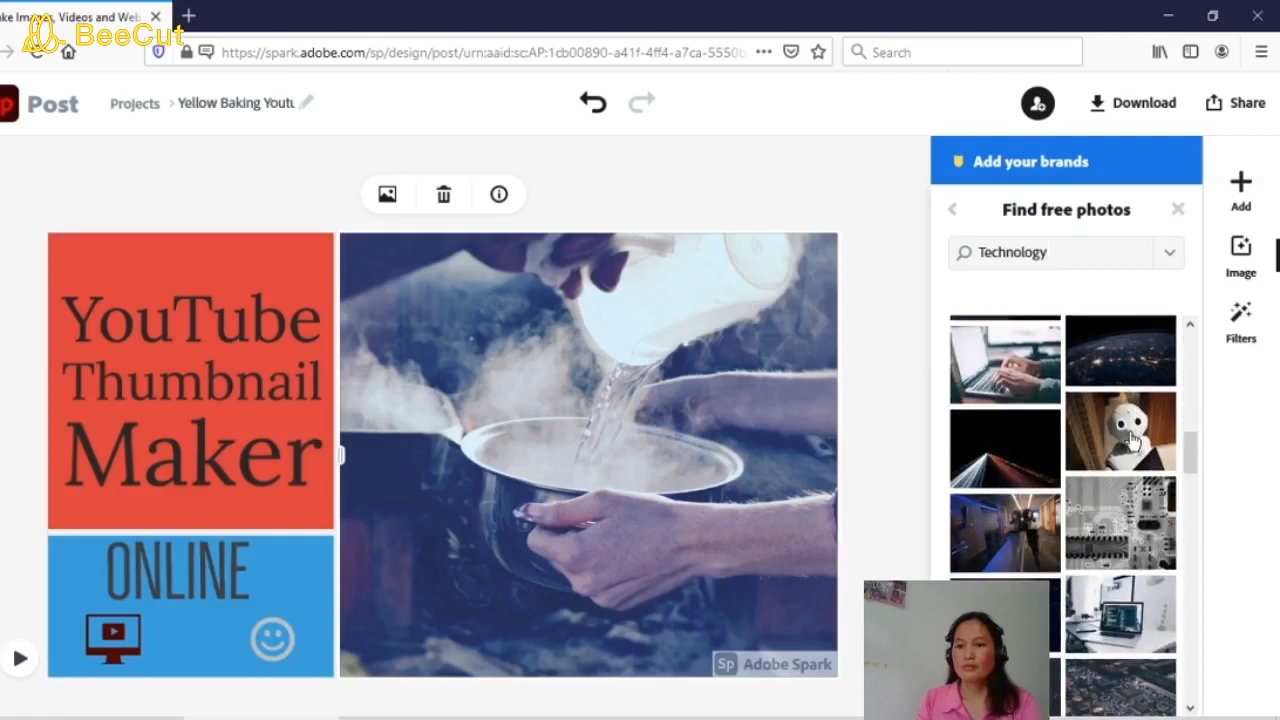 ke Images, Videos and Web
BeeCut
https://spark.adobe.com/sp/design/post/urn:aaid:sc:AP:1cb00890-a41f-4ff4-a7ca-5550b
Search
Post
Projects
Yellow Baking Youtu
Download
Share
Add your brands
Find free photos
Technology
Add
Image
Filters
YouTube
Thumbnail
Maker
ONLINE
Sp Adobe Spark